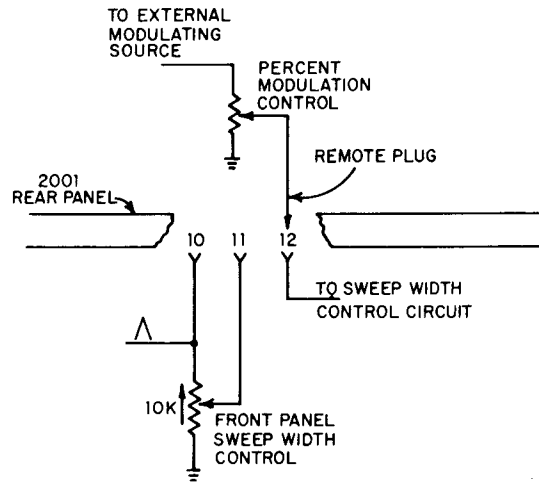 TO EXTERNAL
MODULATING
SOURCE
PERCENT
MODULATION
CONTROL
REMOTE PLUG
2001
REAR PANEL
10 11 12
TO SWEEP WIDTH
CONTROL CIRCUIT
10K
FRONT PANEL
SWEEP WIDTH
CONTROL